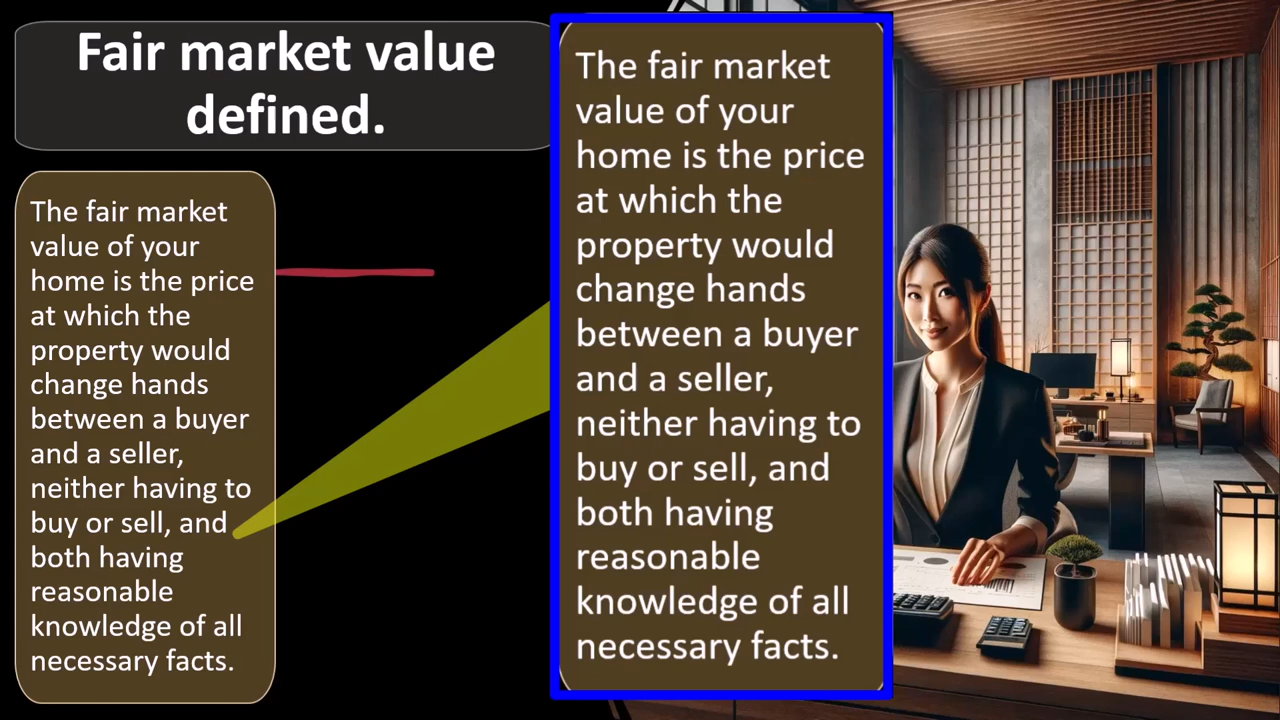 Fair market value
defined.
The fair market
value of your
home is the price
at which the
property would
change hands
between a buyer
and a seller,
neither having to
buy or sell, and
both having
reasonable
knowledge of all
necessary facts.
The fair market
value of your
home is the price
at which the
property would
change hands
between a buyer
and a seller,
neither having to
buy or sell, and
both having
reasonable
knowledge of all
necessary facts.